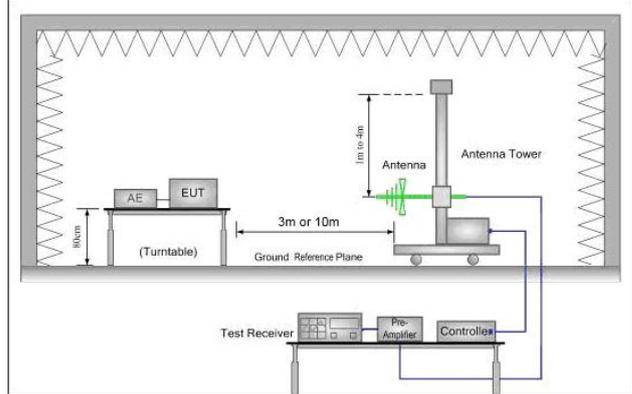 1m to 4m
Antenna
Antenna Tower
AE
EUT
80cm
3m or 10m
(Turntable)
Ground Reference Plane
Test Receiver
Pre-
Amplifier
Controller